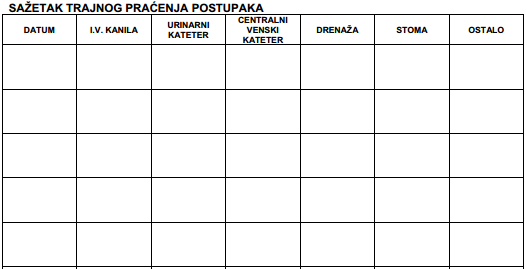 SAŽETAK TRAJNOG PRAĆENJA POSTUPAKA
DATUM
I.V. KANILA
URINARNI
KATETER
CENTRALNI
VENSKI
KATETER
DRENAŽA
STOMA
OSTALO